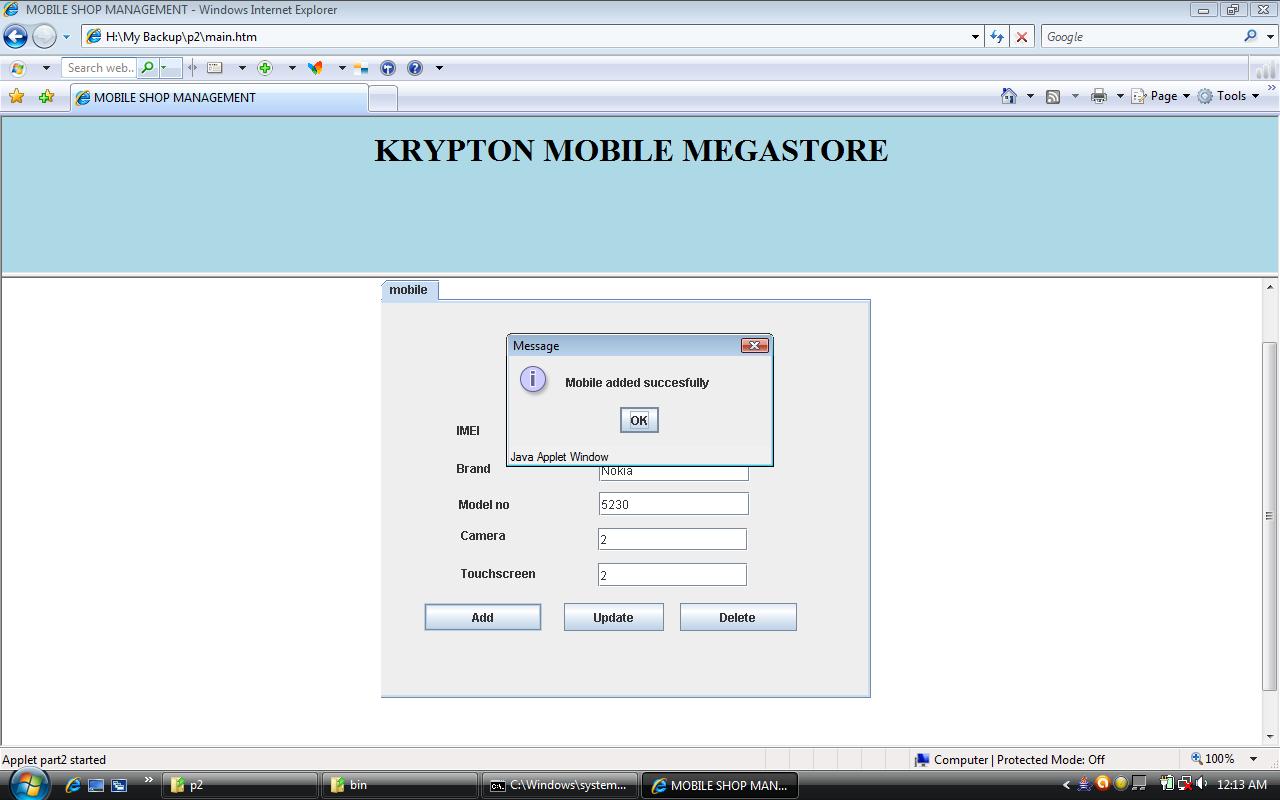 MOBILE SHOP MANAGEMENT - Windows Internet Explorer
H:\My Backup\p2\main.htm
Google
Search web..
MOBILE SHOP MANAGEMENT
Page
Tools
KRYPTON MOBILE MEGASTORE
mobile
Message
Mobile added succesfully
OK
Java Applet Window
IMEI
Brand Nokia
Model no 5230
Camera 2
Touchscreen 2
Add Update Delete
Applet part2 started
Computer | Protected Mode: Off
100%
p2
bin
C:\Windows\system...
MOBILE SHOP MAN...
12:13 AM